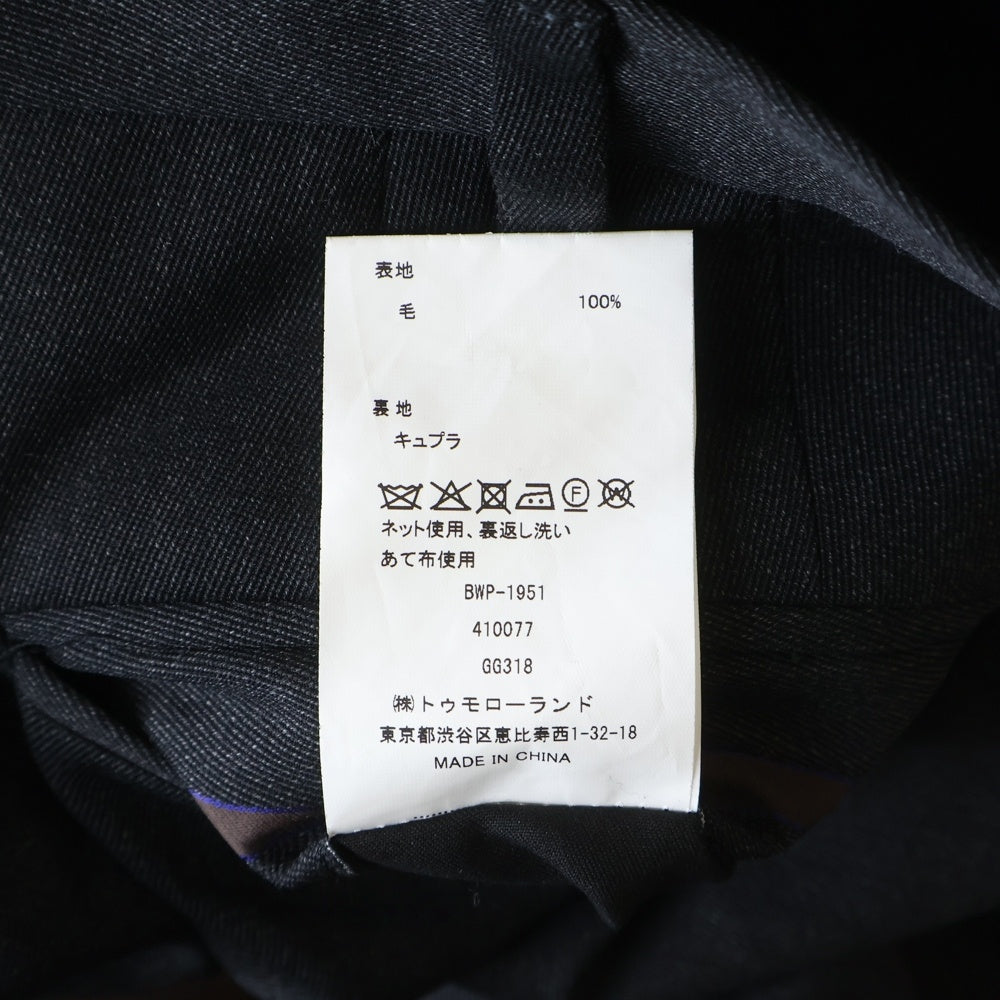 表地
毛 100%
裏地
キュプラ
F W
ネット使用、裏返し洗い
あて布使用
BWP-1951
410077
GG318
㈱トゥモローランド
東京都渋谷区恵比寿西1-32-18
MADE IN CHINA